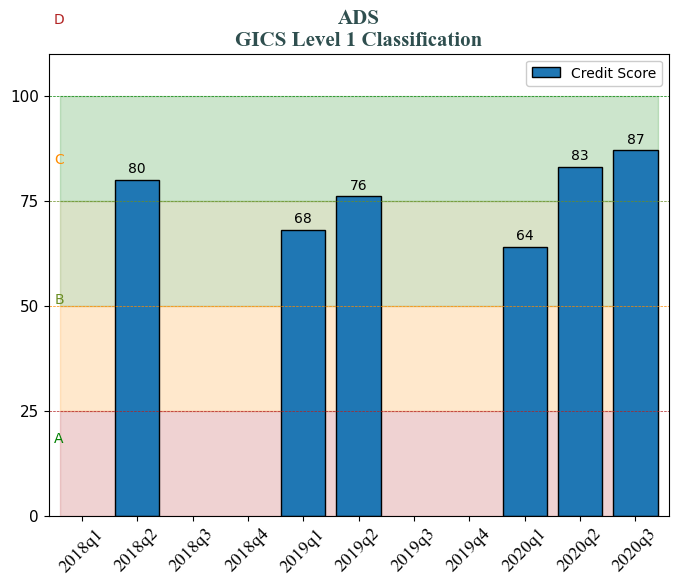 D
ADS
GICS Level 1 Classification
Credit Score
100
C
75
B
50
25
A
0
80
68
76
64
83
87
2018q1
2018q2
2018q3
2018q4
2019q1
2019q2
2019q3
2019q4
2020q1
2020q2
2020q3